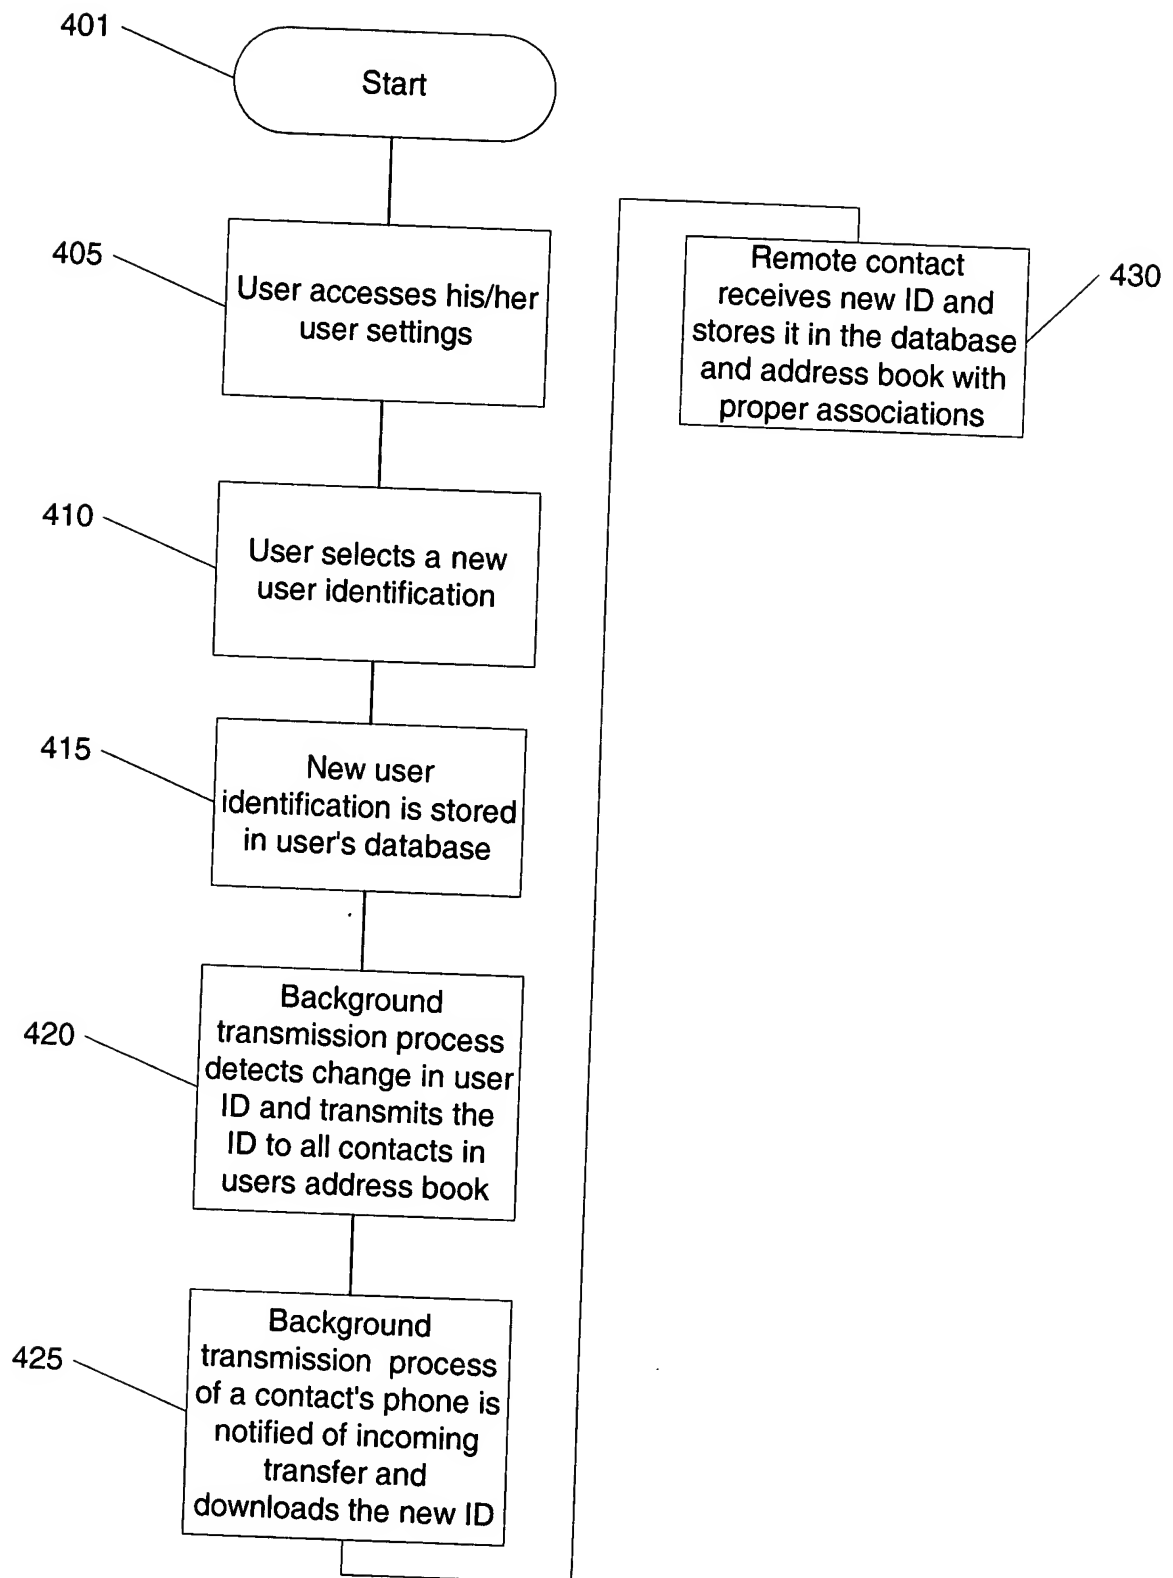 401
Start
405
User accesses his/her
user settings
410
User selects a new
user identification
415
New user
identification is stored
in user's database
420
Background
transmission process
detects change in user
ID and transmits the
ID to all contacts in
users address book
425
Background
transmission process
of a contact's phone is
notified of incoming
transfer and
downloads the new ID
Remote contact
receives new ID and
stores it in the database
and address book with
proper associations
430